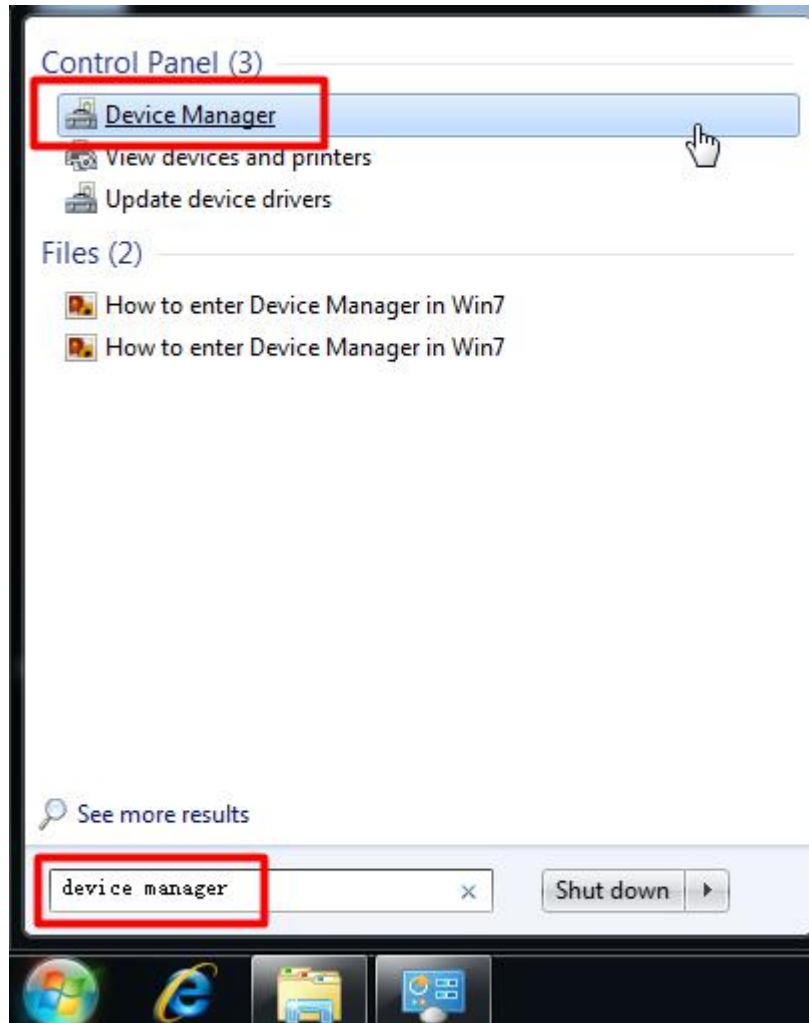 Control Panel (3)
Device Manager
View devices and printers
Update device drivers
Files (2)
How to enter Device Manager in Win7
How to enter Device Manager in Win7
See more results
device manager
Shut down